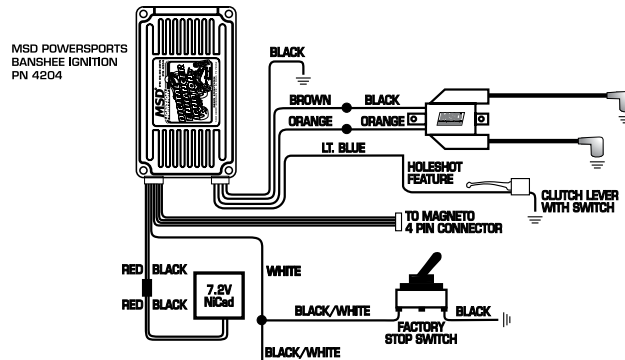 MSD POWERSPORTS
BANSHEE IGNITION
PN 4204
MSD
BLACK
BROWN
BLACK
ORANGE
ORANGE
LT. BLUE
HOLESHOT
FEATURE
CLUTCH LEVER
WITH SWITCH
TO MAGNETO
4 PIN CONNECTOR
RED
BLACK
WHITE
RED
BLACK
7.2V
NiCad
BLACK/WHITE
BLACK
FACTORY
STOP SWITCH
BLACK/WHITE